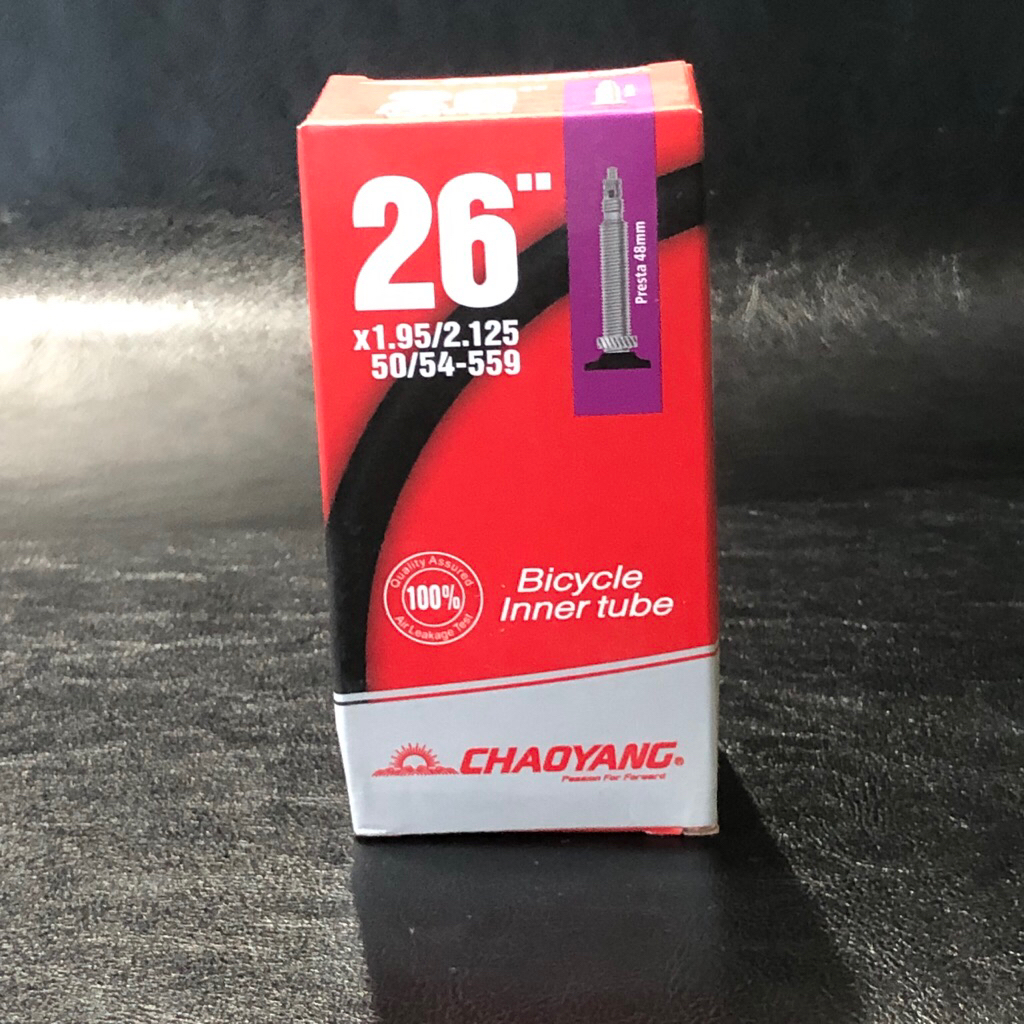 26"
x1.95/2.125
50/54-559
Presta 48mm
Quality Assured
100%
Air Leakage Test
Bicycle
Inner tube
CHAOYANG®
Passion For Forward